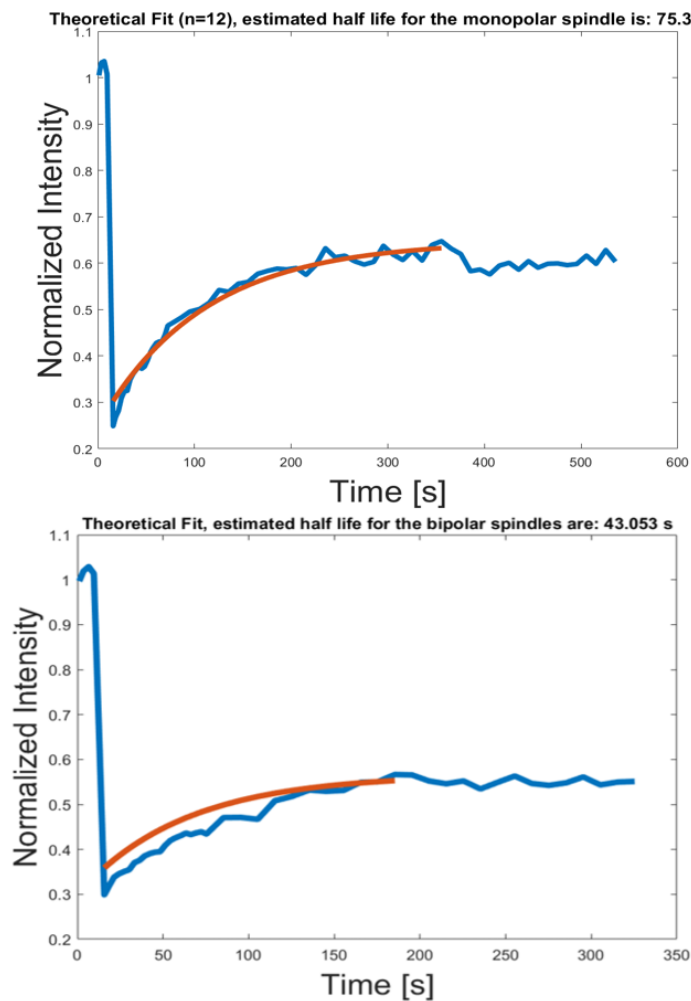 Theoretical Fit (n=12), estimated half life for the monopolar spindle is: 75.3
1.1
1
0.9
0.8
0.7
0.6
0.5
0.4
0.3
0.2
Normalized Intensity
0 100 200 300 400 500 600
Time [s]
Theoretical Fit, estimated half life for the bipolar spindles are: 43.053 s
1.1
1
0.9
0.8
0.7
0.6
0.5
0.4
0.3
0.2
Normalized Intensity
0 50 100 150 200 250 300 350
Time [s]